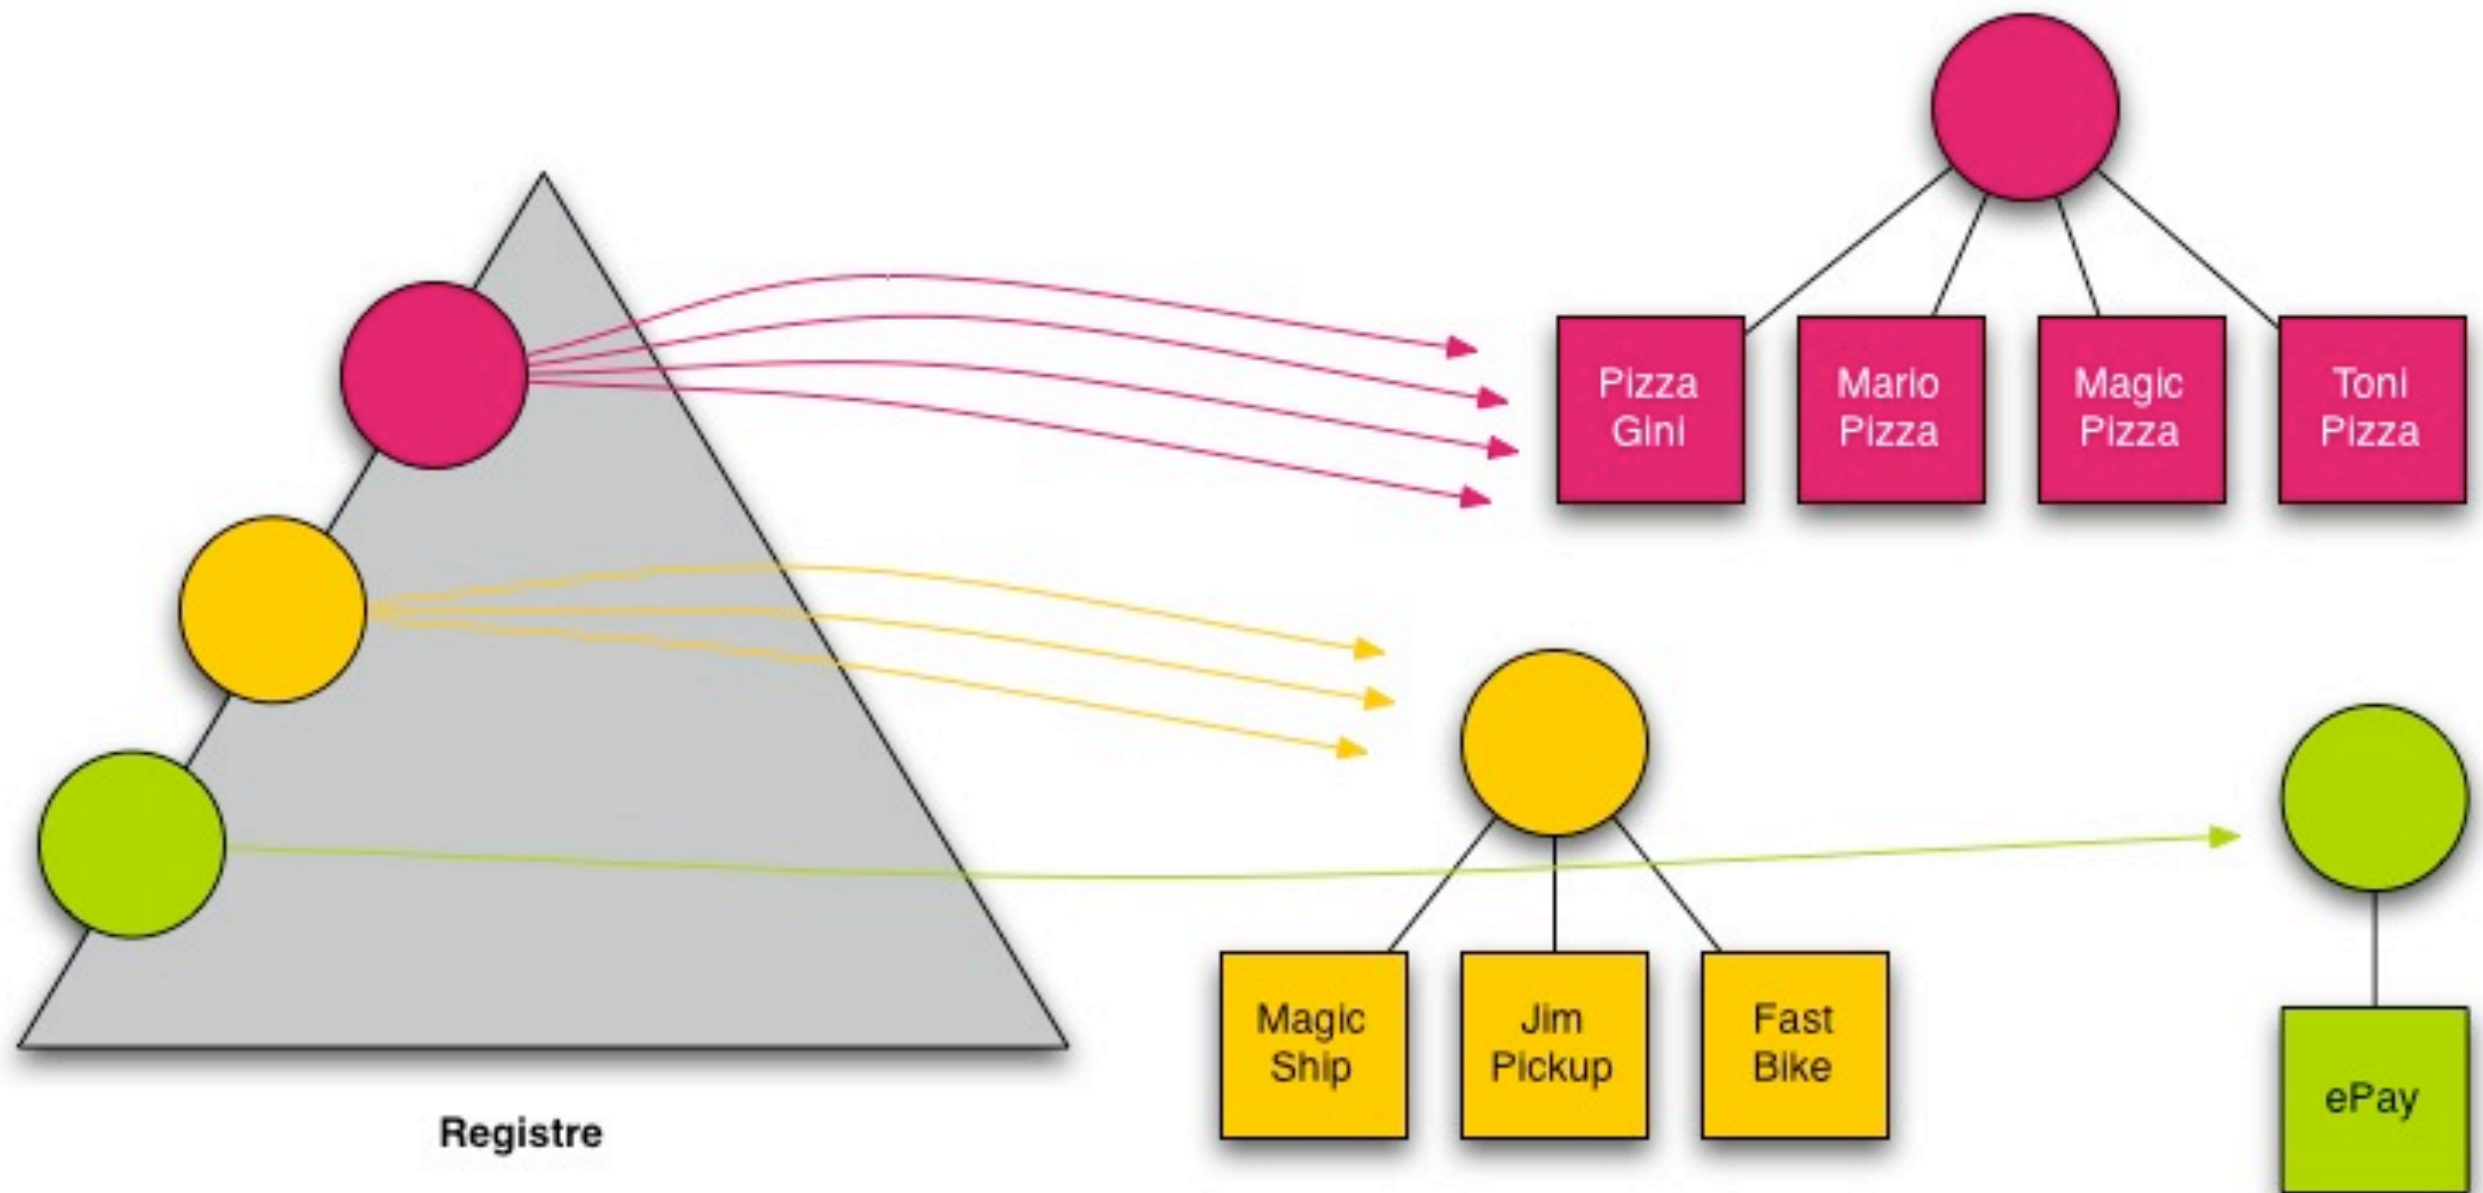 Pizza
Gini
Mario
Pizza
Magic
Pizza
Toni
Pizza
Magic
Ship
Jim
Pickup
Fast
Bike
ePay
Registre